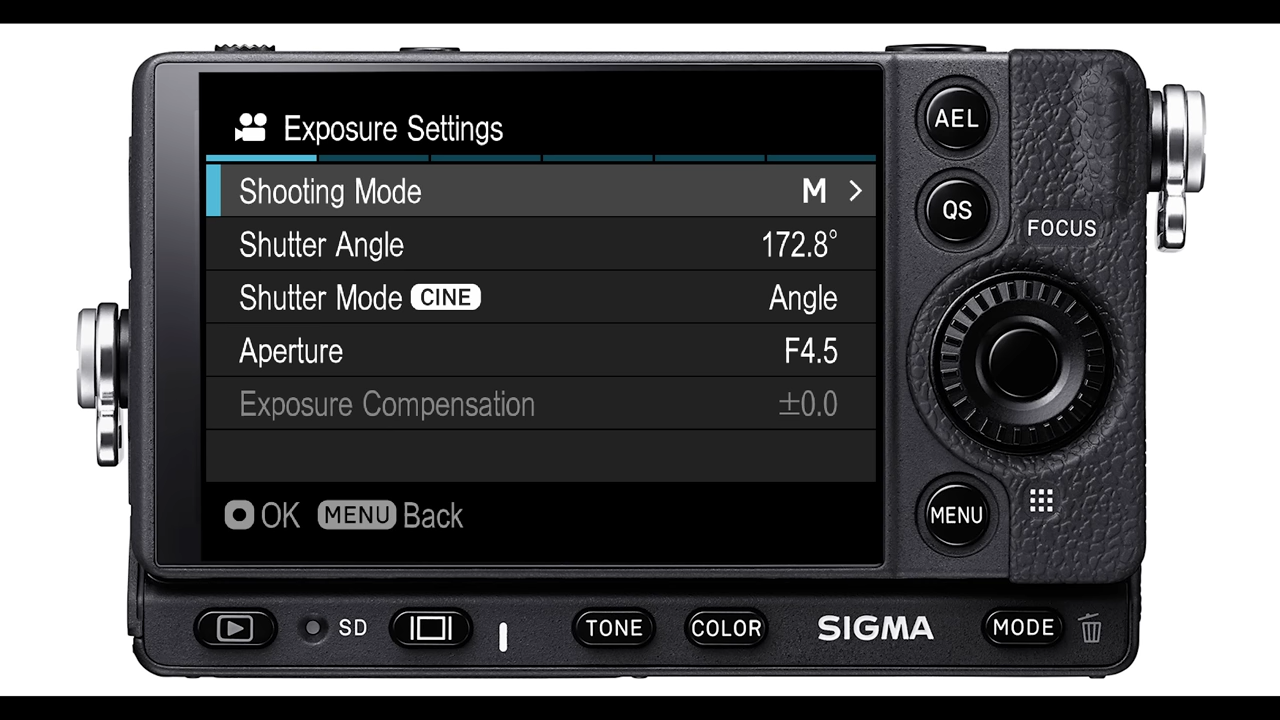 Exposure Settings
Shooting Mode M
Shutter Angle 172.8°
Shutter Mode CINE Angle
Aperture F4.5
Exposure Compensation ±0.0
OK MENU Back
AEL
QS
FOCUS
MENU
SD
TONE
COLOR
SIGMA
MODE